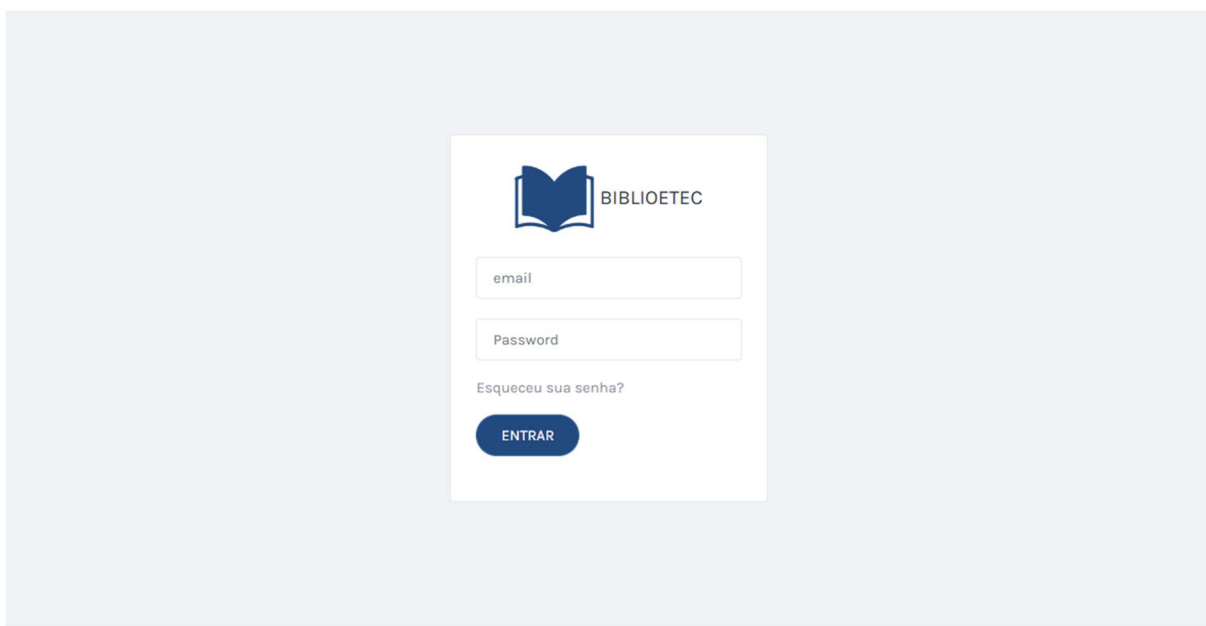 BIBLIOETEC
email
Password
Esqueceu sua senha?
ENTRAR